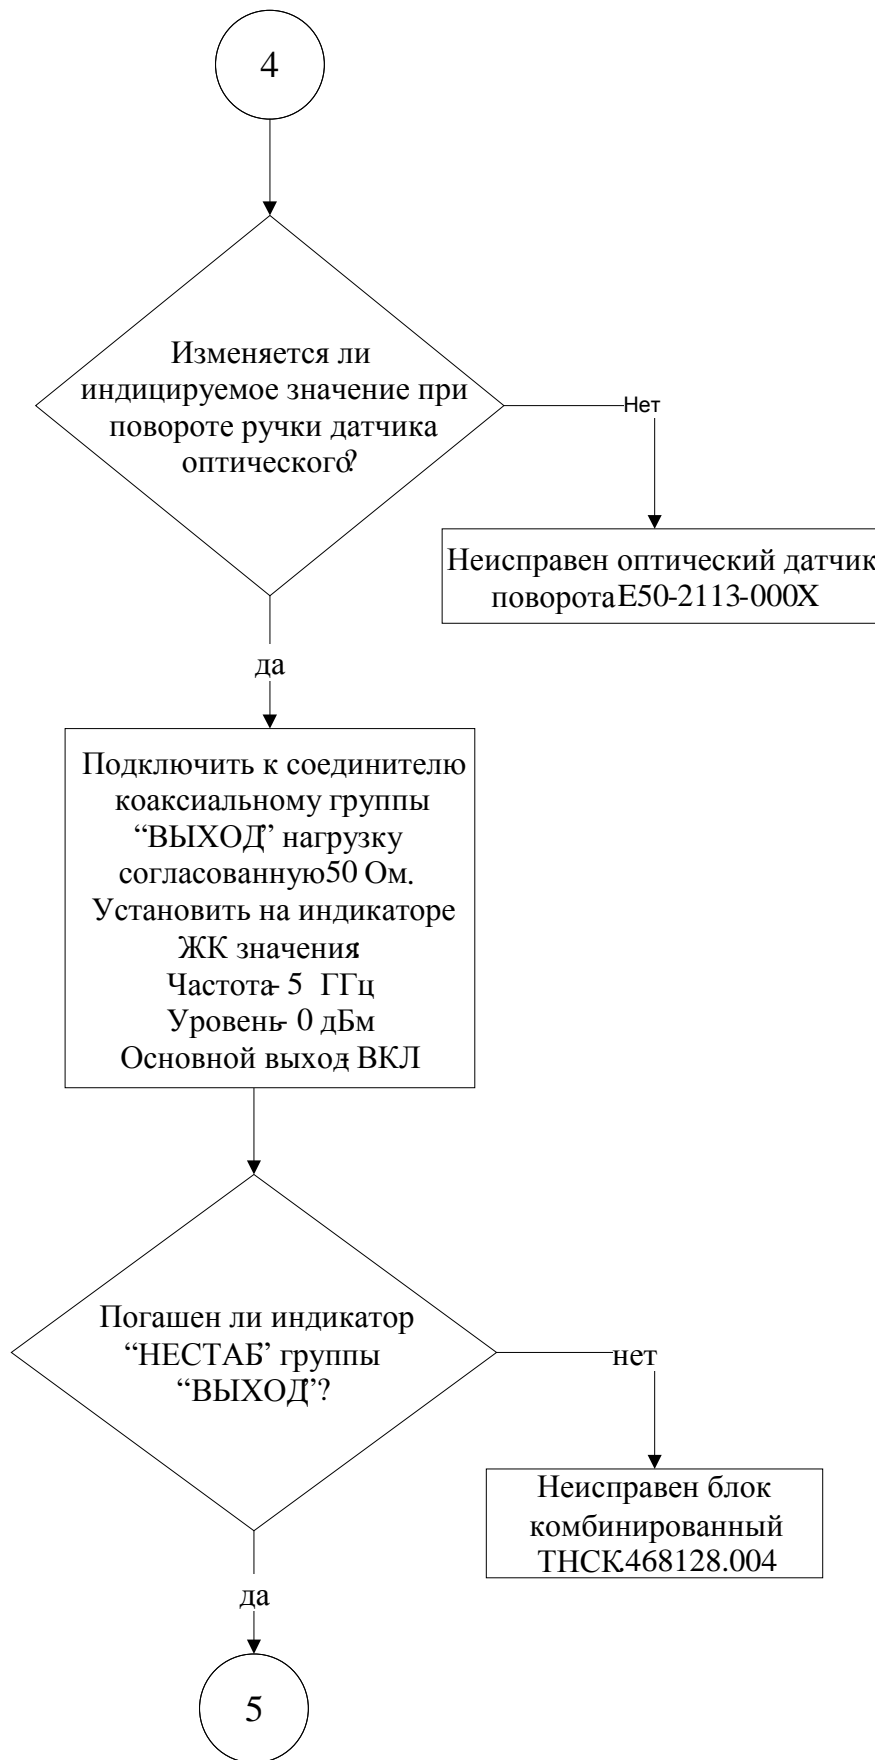 4
Изменяется ли
индицируемое значение при
повороте ручки датчика
оптического?
Нет
Неисправен оптический датчик
поворота E50-2113-000X
да
Подключить к соединителю
коаксиальному группы
“ВЫХОД” нагрузку
согласованную 50 Ом.
Установить на индикаторе
ЖК значения:
Частота - 5 ГГц
Уровень - 0 дБм
Основной выход - ВКЛ
Погашен ли индикатор
“НЕСТАБ” группы
“ВЫХОД”?
нет
Неисправен блок
комбинированный
ТНСК.468128.004
да
5